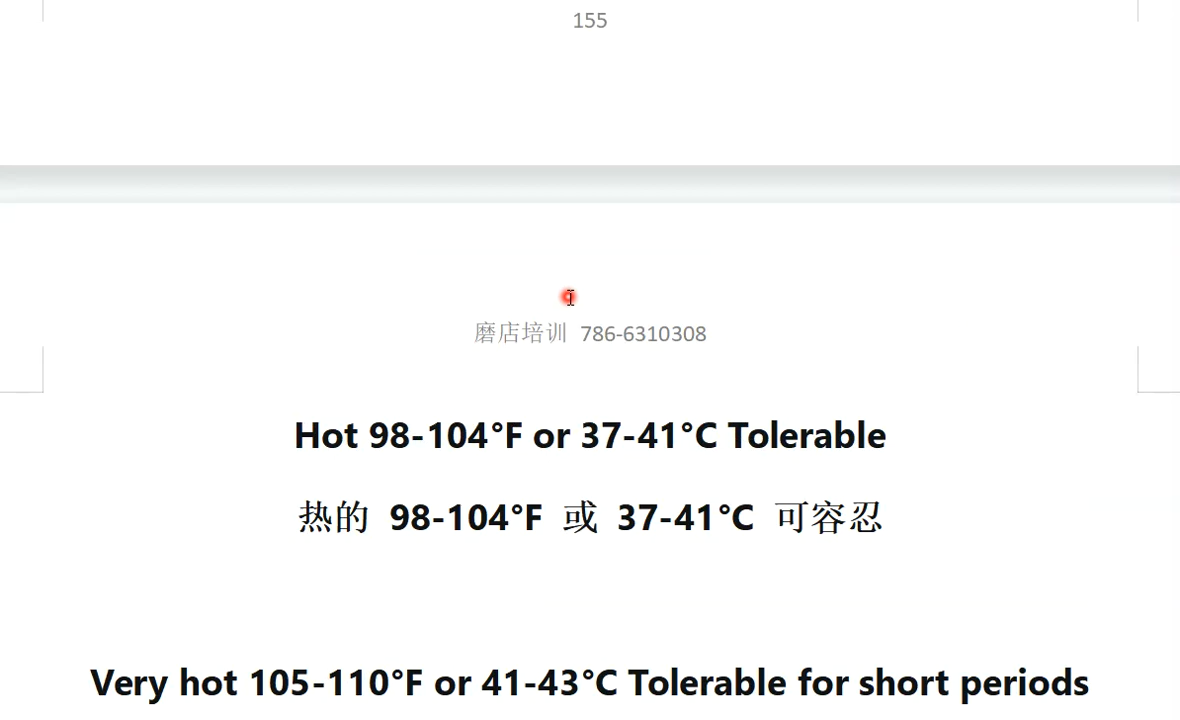 155
磨店培训 786-6310308
Hot 98-104°F or 37-41°C Tolerable
热的 98-104°F 或 37-41°C 可容忍
Very hot 105-110°F or 41-43°C Tolerable for short periods